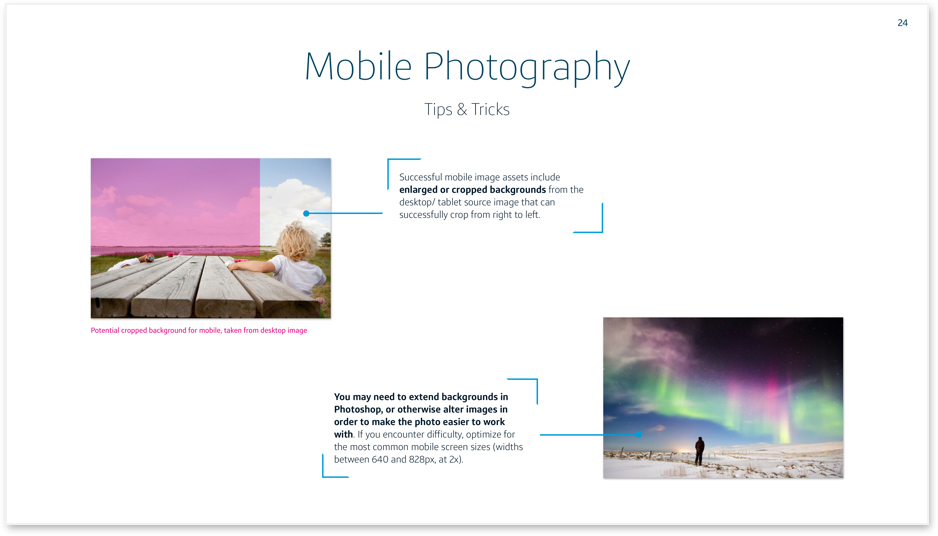 24
Mobile Photography
Tips & Tricks
Successful mobile image assets include
enlarged or cropped backgrounds from the
desktop/ tablet source image that can
successfully crop from right to left.
Potential cropped background for mobile, taken from desktop image
You may need to extend backgrounds in
Photoshop, or otherwise alter images in
order to make the photo easier to work
with. If you encounter difficulty, optimize for
the most common mobile screen sizes (widths
between 640 and 828px, at 2x).